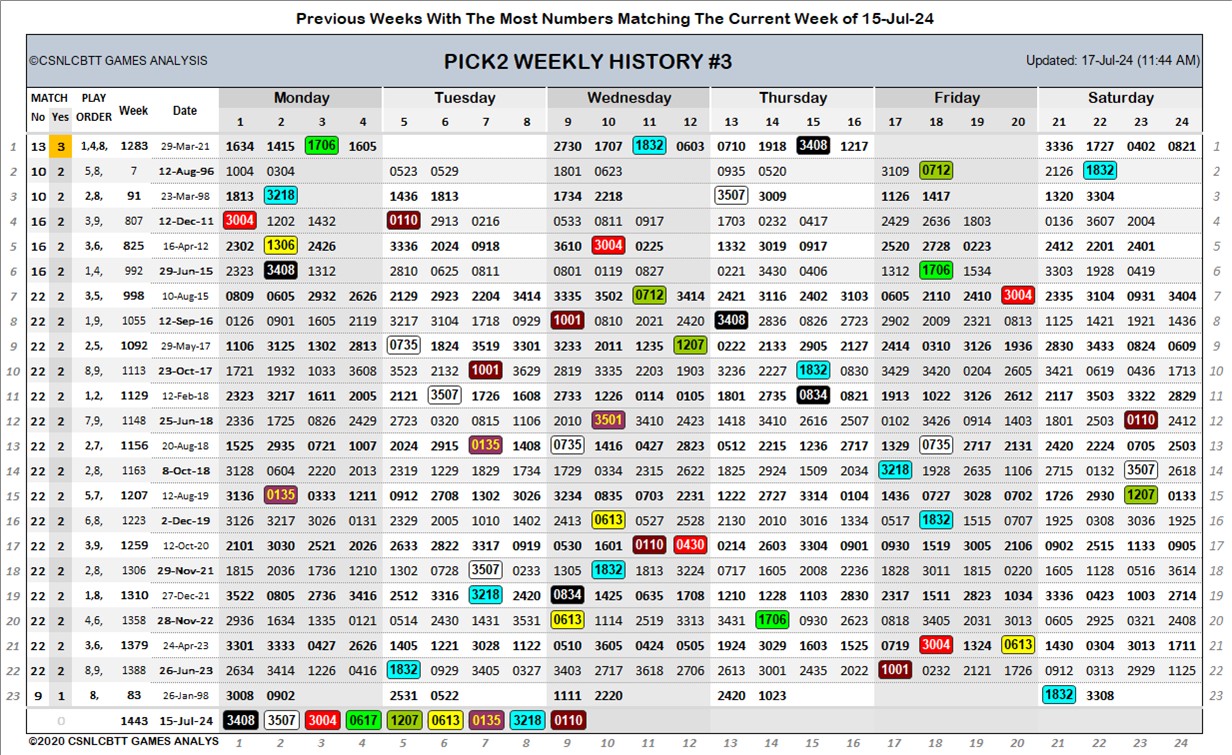 Previous Weeks With The Most Numbers Matching The Current Week of 15-Jul-24
©CSNLCBTT GAMES ANALYSIS PICK2 WEEKLY HISTORY #3 Updated: 17-Jul-24 (11:44 AM)
MATCH PLAY Week Date Monday Tuesday Wednesday Thursday Friday Saturday
No Yes ORDER 1 2 3 4 5 6 7 8 9 10 11 12 13 14 15 16 17 18 19 20 21 22 23 24
1 13 3 1,4,8, 1283 29-Mar-21 1634 1415 1706 1605 2730 1707 1832 0603 0710 1918 3408 1217 3336 1727 0402 0821 1
2 10 2 5,8, 7 12-Aug-96 1004 0304 0523 0529 1801 0623 0935 0520 3109 0712 2126 1832 2
3 10 2 2,8, 91 23-Mar-98 1813 3218 1436 1813 1734 2218 3507 3009 1126 1417 1320 3304 3
4 16 2 3,9, 807 12-Dec-11 3004 1202 1432 0110 2913 0216 0533 0811 0917 1703 0232 0417 2429 2636 1803 0136 3607 2004 4
5 16 2 3,6, 825 16-Apr-12 2302 1306 2426 3336 2024 0918 3610 3004 0225 1332 3019 0917 2520 2728 0223 2412 2201 2401 5
6 16 2 1,4, 992 29-Jun-15 2323 3408 1312 2810 0625 0811 0801 0119 0827 0221 3430 0406 1312 1706 1534 3303 1928 0419 6
7 22 2 3,5, 998 10-Aug-15 0809 0605 2932 2626 2129 2923 2204 3414 3335 3502 0712 3414 2421 3116 2402 3103 0605 2110 2410 3004 2335 3104 0931 3404 7
8 22 2 1,9, 1055 12-Sep-16 0126 0901 1605 2119 3217 3104 1718 0929 1001 0810 2021 2420 3408 2836 0826 2723 2902 2009 2321 0813 1125 1421 1921 1436 8
9 22 2 2,5, 1092 29-May-17 1106 3125 1302 2813 0735 1824 3519 3301 3233 2011 1235 1207 0222 2133 2905 2127 2414 0310 3126 1936 2830 3433 0824 0609 9
10 22 2 8,9, 1113 23-Oct-17 1721 1932 1033 3608 3523 2132 1001 3629 2819 3335 2203 1903 3236 2227 1832 0830 3429 3420 0204 2605 3421 0619 0436 1713 10
11 22 2 1,2, 1129 12-Feb-18 2323 3217 1611 2005 2121 3507 1726 1608 2733 1226 0114 0105 1801 2735 0834 0821 1913 1022 3126 2612 2117 3503 3322 2829 11
12 22 2 7,9, 1148 25-Jun-18 2336 1725 0826 2429 2723 0320 0815 1106 2010 3501 3410 3423 1418 3410 2616 2507 0102 3426 0914 1403 1801 2503 0110 2412 12
13 22 2 2,7, 1156 20-Aug-18 1525 2935 0721 1007 2024 2915 0135 1408 0735 1416 0427 2823 0512 2215 1236 2717 1329 0735 2717 2131 2420 2224 0705 2503 13
14 22 2 2,8, 1163 8-Oct-18 3128 0604 2220 2013 2319 1229 1829 1734 1729 0334 2315 2622 1825 2924 1509 2034 3218 1928 2635 1106 2715 0132 3507 2618 14
15 22 2 5,7, 1207 12-Aug-19 3136 0135 0333 1211 0912 2708 1302 3026 3234 0835 0703 2231 1222 2727 3314 0104 1436 0727 3028 0702 1726 2930 1207 0133 15
16 22 2 6,8, 1223 2-Dec-19 3126 3217 3026 0131 2329 2005 1010 1402 2413 0613 0527 2528 2130 2010 3016 1334 0517 1832 1515 0707 1925 0308 3036 1925 16
17 22 2 3,9, 1259 12-Oct-20 2101 3030 2521 2026 2633 2822 3317 0919 0530 1601 0110 0430 0214 2603 3304 0901 0930 1519 3005 2106 0902 2515 1133 0905 17
18 22 2 2,8, 1306 29-Nov-21 1815 2036 1736 1210 1302 0728 3507 0233 1305 1832 1813 3224 0717 1605 2008 2236 1828 3011 1815 0220 1605 1128 0516 3614 18
19 22 2 1,8, 1310 27-Dec-21 3522 0805 2736 3416 2512 3316 3218 2420 0834 1425 0635 1708 1210 1228 1103 2830 2317 1511 2823 1034 3336 0423 1003 2714 19
20 22 2 4,6, 1358 28-Nov-22 2936 1634 1335 0121 0514 2430 1431 3531 0613 1114 2519 3313 3431 1706 0930 2623 0818 3405 2031 3013 0605 2925 0321 2408 20
21 22 2 3,6, 1379 24-Apr-23 3301 3333 0427 2626 1405 1221 3028 1122 0510 3605 0424 0505 1924 3029 1603 1525 0719 3004 1324 0613 1430 0304 3013 1711 21
22 22 2 8,9, 1388 26-Jun-23 2634 3414 1226 0416 1832 0929 3405 0327 3403 2717 3618 2706 2613 3001 2435 2022 1001 0232 2121 1726 0912 0313 2929 1125 22
23 9 1 8, 83 26-Jan-98 3008 0902 2531 0522 1111 2220 2420 1023 1832 3308 23
0 1443 15-Jul-24 3408 3507 3004 0617 1207 0613 0135 3218 0110
©2020 CSNLCBTT GAMES ANALYS 1 2 3 4 5 6 7 8 9 10 11 12 13 14 15 16 17 18 19 20 21 22 23 24